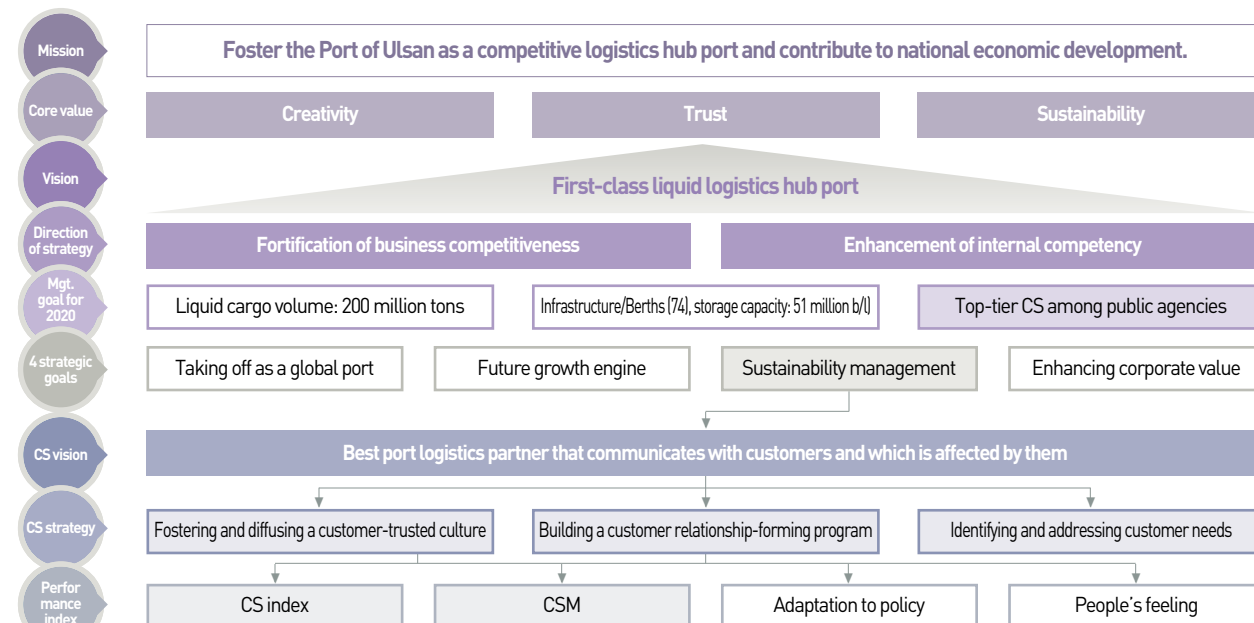 Mission
Foster the Port of Ulsan as a competitive logistics hub port and contribute to national economic development.
Core value
Creativity
Trust
Sustainability
Vision
First-class liquid logistics hub port
Direction
of strategy
Fortification of business competitiveness
Enhancement of internal competency
Mgt.
goal for
2020
Liquid cargo volume: 200 million tons
Infrastructure/Berths (74), storage capacity: 51 million b/l)
Top-tier CS among public agencies
4 strategic
goals
Taking off as a global port
Future growth engine
Sustainability management
Enhancing corporate value
CS vision
Best port logistics partner that communicates with customers and which is affected by them
CS strategy
Fostering and diffusing a customer-trusted culture
Building a customer relationship-forming program
Identifying and addressing customer needs
Perfor
mance
index
CS index
CSM
Adaptation to policy
People's feeling